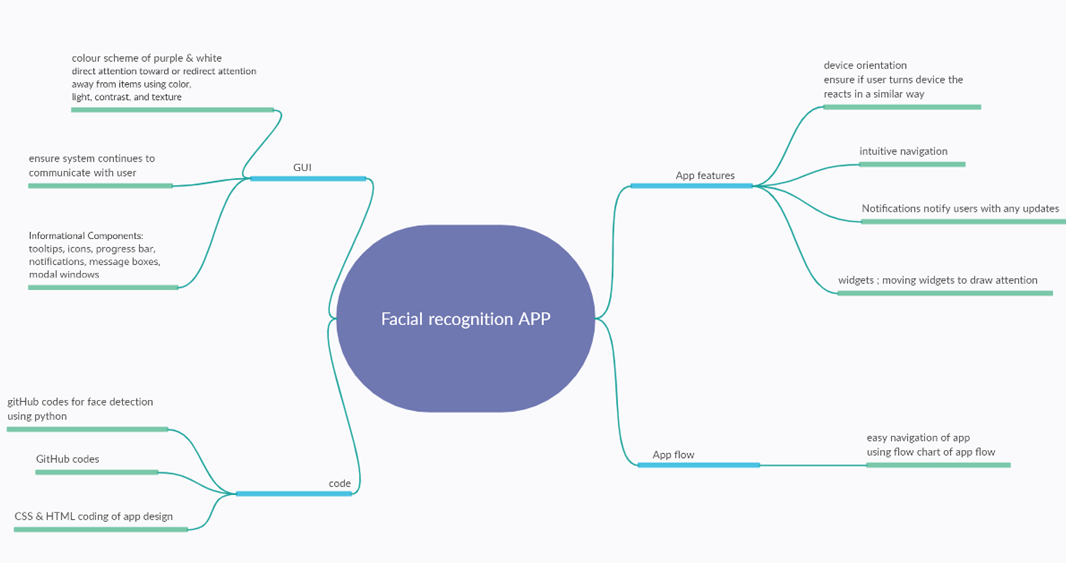 colour scheme of purple & white
direct attention toward or redirect attention
away from items using color,
light, contrast, and texture
ensure system continues to
communicate with user
GUI
Informational Components:
tooltips, icons, progress bar,
notifications, message boxes,
modal windows
Facial recognition APP
device orientation
ensure if user turns device the
reacts in a similar way
intuitive navigation
App features
Notifications notify users with any updates
widgets ; moving widgets to draw attention
gitHub codes for face detection
using python
GitHub codes
code
CSS & HTML coding of app design
App flow
easy navigation of app
using flow chart of app flow